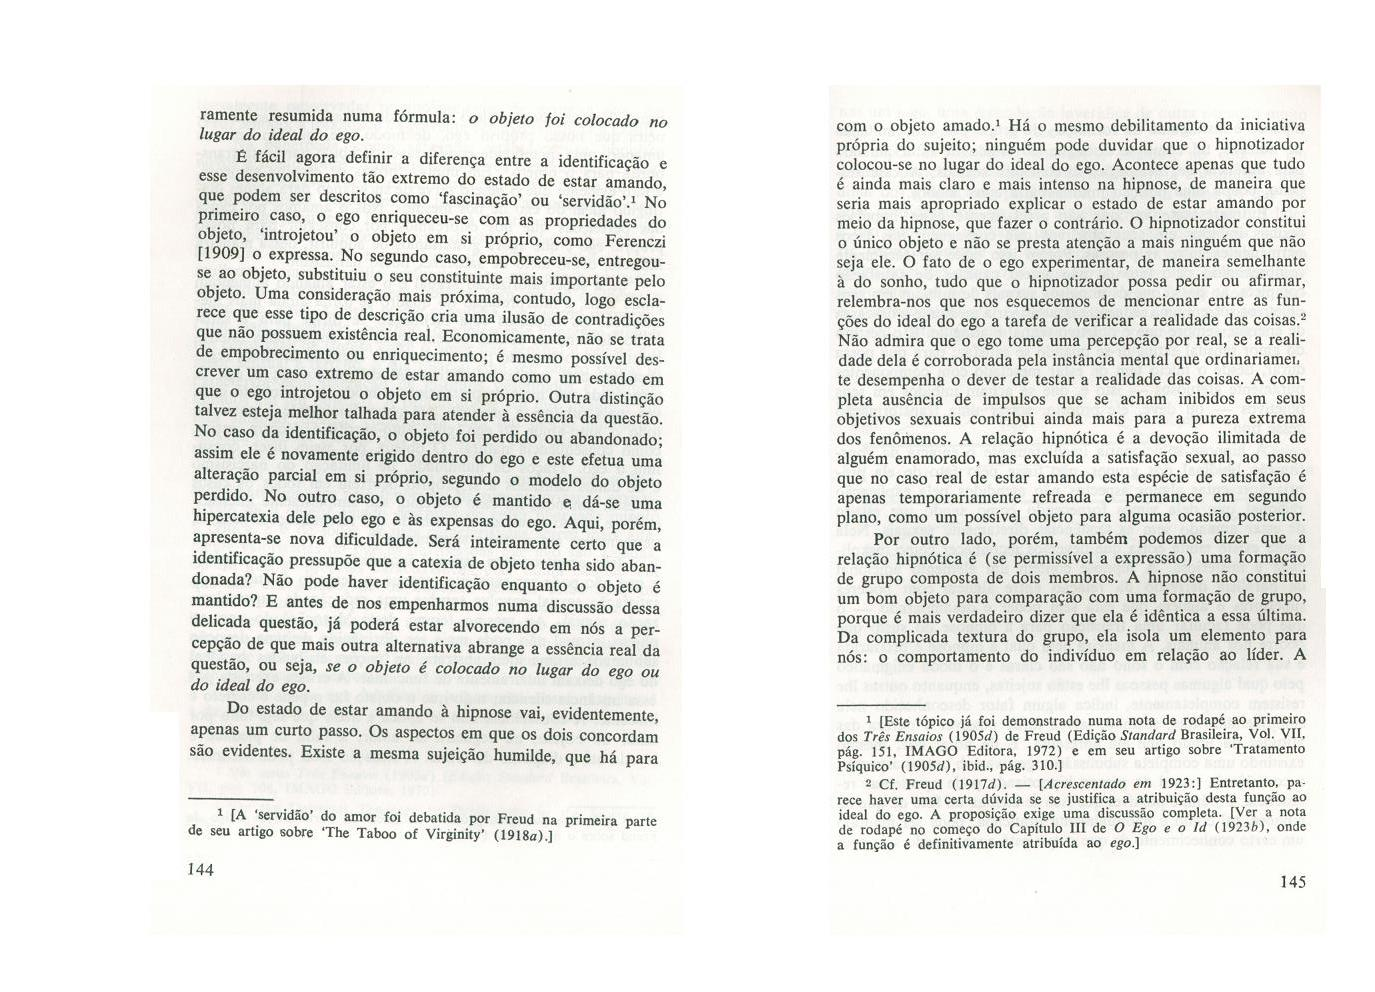 ramente resumida numa fórmula: o objeto foi colocado no
lugar do ideal do ego.
É fácil agora definir a diferença entre a identificação e
esse desenvolvimento tão extremo do estado de estar amando,
que podem ser descritos como ‘fascinação’ ou ‘servidão’.¹ No
primeiro caso, o ego enriqueceu-se com as propriedades do
objeto, ‘introjetou’ o objeto em si próprio, como Ferenczi
[1909] o expressa. No segundo caso, empobreceu-se, entregou-
se ao objeto, substituiu o seu constituinte mais importante pelo
objeto. Uma consideração mais próxima, contudo, logo escla-
rece que esse tipo de descrição cria uma ilusão de contradições
que não possuem existência real. Economicamente, não se trata
de empobrecimento ou enriquecimento; é mesmo possível des-
crever um caso extremo de estar amando como um estado em
que o ego introjetou o objeto em si próprio. Outra distinção
talvez esteja melhor talhada para atender à essência da questão.
No caso da identificação, o objeto foi perdido ou abandonado;
assim ele é novamente erigido dentro do ego e este efetua uma
alteração parcial em si próprio, segundo o modelo do objeto
perdido. No outro caso, o objeto é mantido e dá-se uma
hipercatexia dele pelo ego e às expensas do ego. Aqui, porém,
apresenta-se nova dificuldade. Será inteiramente certo que a
identificação pressupõe que a catexia de objeto tenha sido aban-
donada? Não pode haver identificação enquanto o objeto é
mantido? E antes de nos empenharmos numa discussão dessa
delicada questão, já poderá estar alvorecendo em nós a per-
cepção de que mais outra alternativa abrange a essência real da
questão, ou seja, se o objeto é colocado no lugar do ego ou
do ideal do ego.
Do estado de estar amando à hipnose vai, evidentemente,
apenas um curto passo. Os aspectos em que os dois concordam
são evidentes. Existe a mesma sujeição humilde, que há para
¹ [A ‘servidão’ do amor foi debatida por Freud na primeira parte
de seu artigo sobre ‘The Taboo of Virginity’ (1918a).]
144
com o objeto amado.¹ Há o mesmo debilitamento da iniciativa
própria do sujeito; ninguém pode duvidar que o hipnotizador
colocou-se no lugar do ideal do ego. Acontece apenas que tudo
é ainda mais claro e mais intenso na hipnose, de maneira que
seria mais apropriado explicar o estado de estar amando por
meio da hipnose, que fazer o contrário. O hipnotizador constitui
o único objeto e não se presta atenção a mais ninguém que não
seja ele. O fato de o ego experimentar, de maneira semelhante
à do sonho, tudo que o hipnotizador possa pedir ou afirmar,
relembra-nos que nos esquecemos de mencionar entre as fun-
ções do ideal do ego a tarefa de verificar a realidade das coisas.²
Não admira que o ego tome uma percepção por real, se a reali-
dade dela é corroborada pela instância mental que ordinariamen
te desempenha o dever de testar a realidade das coisas. A com-
pleta ausência de impulsos que se acham inibidos em seus
objetivos sexuais contribui ainda mais para a pureza extrema
dos fenômenos. A relação hipnótica é a devoção ilimitada de
alguém enamorado, mas excluída a satisfação sexual, ao passo
que no caso real de estar amando esta espécie de satisfação é
apenas temporariamente refreada e permanece em segundo
plano, como um possível objeto para alguma ocasião posterior.
Por outro lado, porém, também podemos dizer que a
relação hipnótica é (se permissível a expressão) uma formação
de grupo composta de dois membros. A hipnose não constitui
um bom objeto para comparação com uma formação de grupo,
porque é mais verdadeiro dizer que ela é idêntica a essa última.
Da complicada textura do grupo, ela isola um elemento para
nós: o comportamento do indivíduo em relação ao líder. A
¹ [Este tópico já foi demonstrado numa nota de rodapé ao primeiro
dos Três Ensaios (1905d) de Freud (Edição Standard Brasileira, Vol. VII,
pág. 151, IMAGO Editora, 1972) e em seu artigo sobre ‘Tratamento
Psíquico’ (1905d), ibid., pág. 310.]
² Cf. Freud (1917d). — [Acrescentado em 1923:] Entretanto, pa-
rece haver uma certa dúvida se se justifica a atribuição desta função ao
ideal do ego. A proposição exige uma discussão completa. [Ver a nota
de rodapé no começo do Capítulo III de O Ego e o Id (1923b), onde
a função é definitivamente atribuída ao ego.]
145